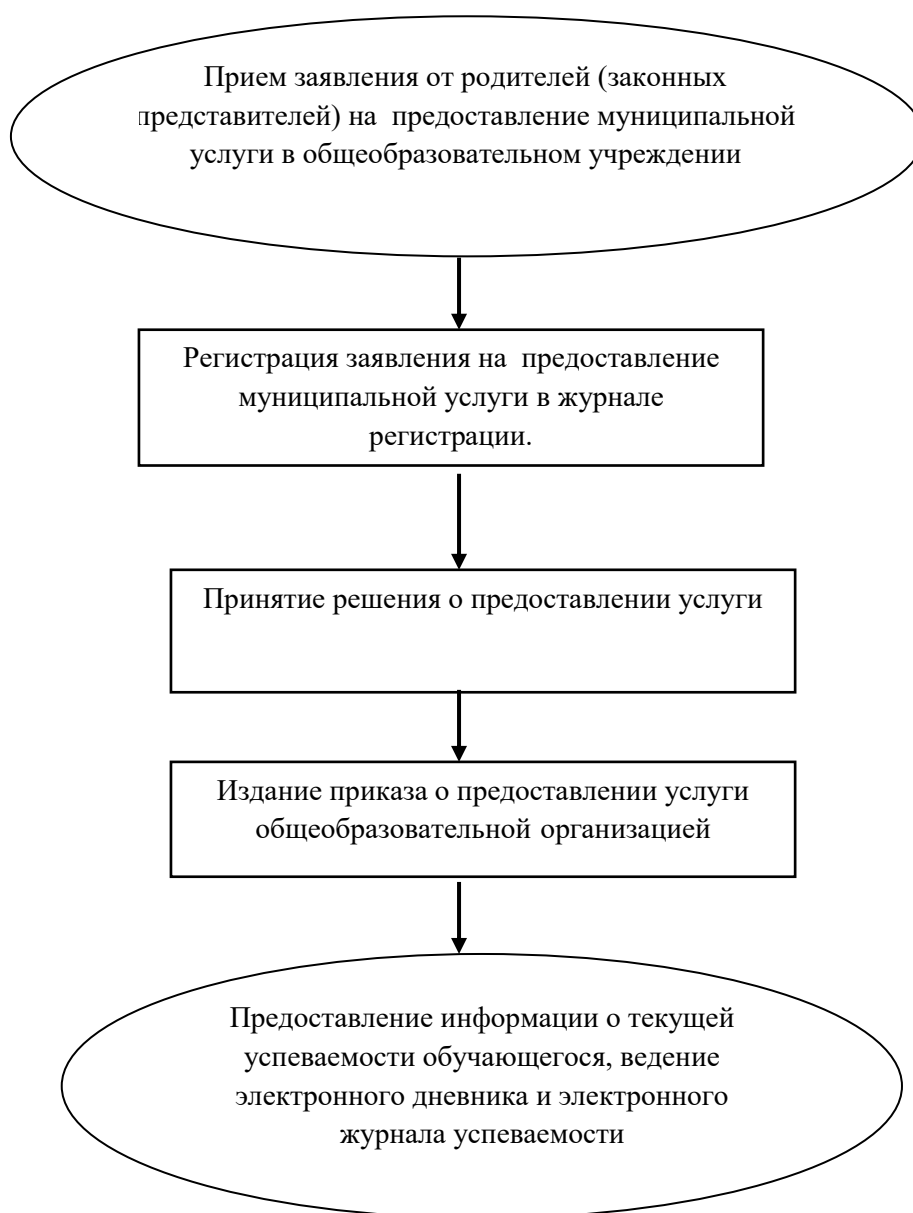 Прием заявления от родителей (законных
представителей) на предоставление муниципальной
услуги в общеобразовательном учреждении
Регистрация заявления на предоставление
муниципальной услуги в журнале
регистрации.
Принятие решения о предоставлении услуги
Издание приказа о предоставлении услуги
общеобразовательной организацией
Предоставление информации о текущей
успеваемости обучающегося, ведение
электронного дневника и электронного
журнала успеваемости